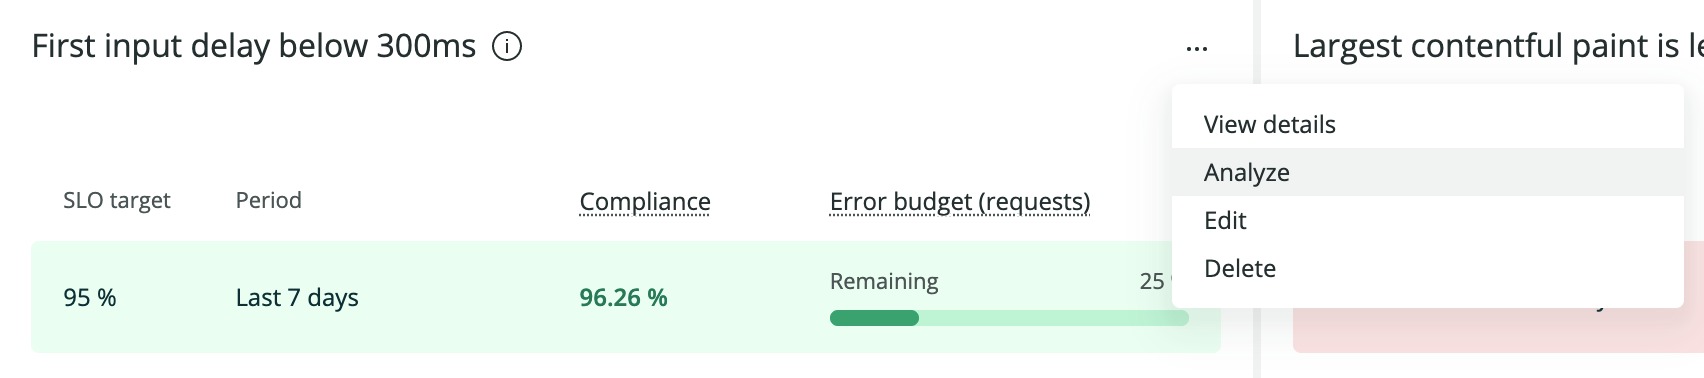 First input delay below 300ms
...
Largest contentful paint is
View details
Analyze
Edit
Delete
SLO target
Period
Compliance
Error budget (requests)
95 %
Last 7 days
96.26 %
Remaining
25